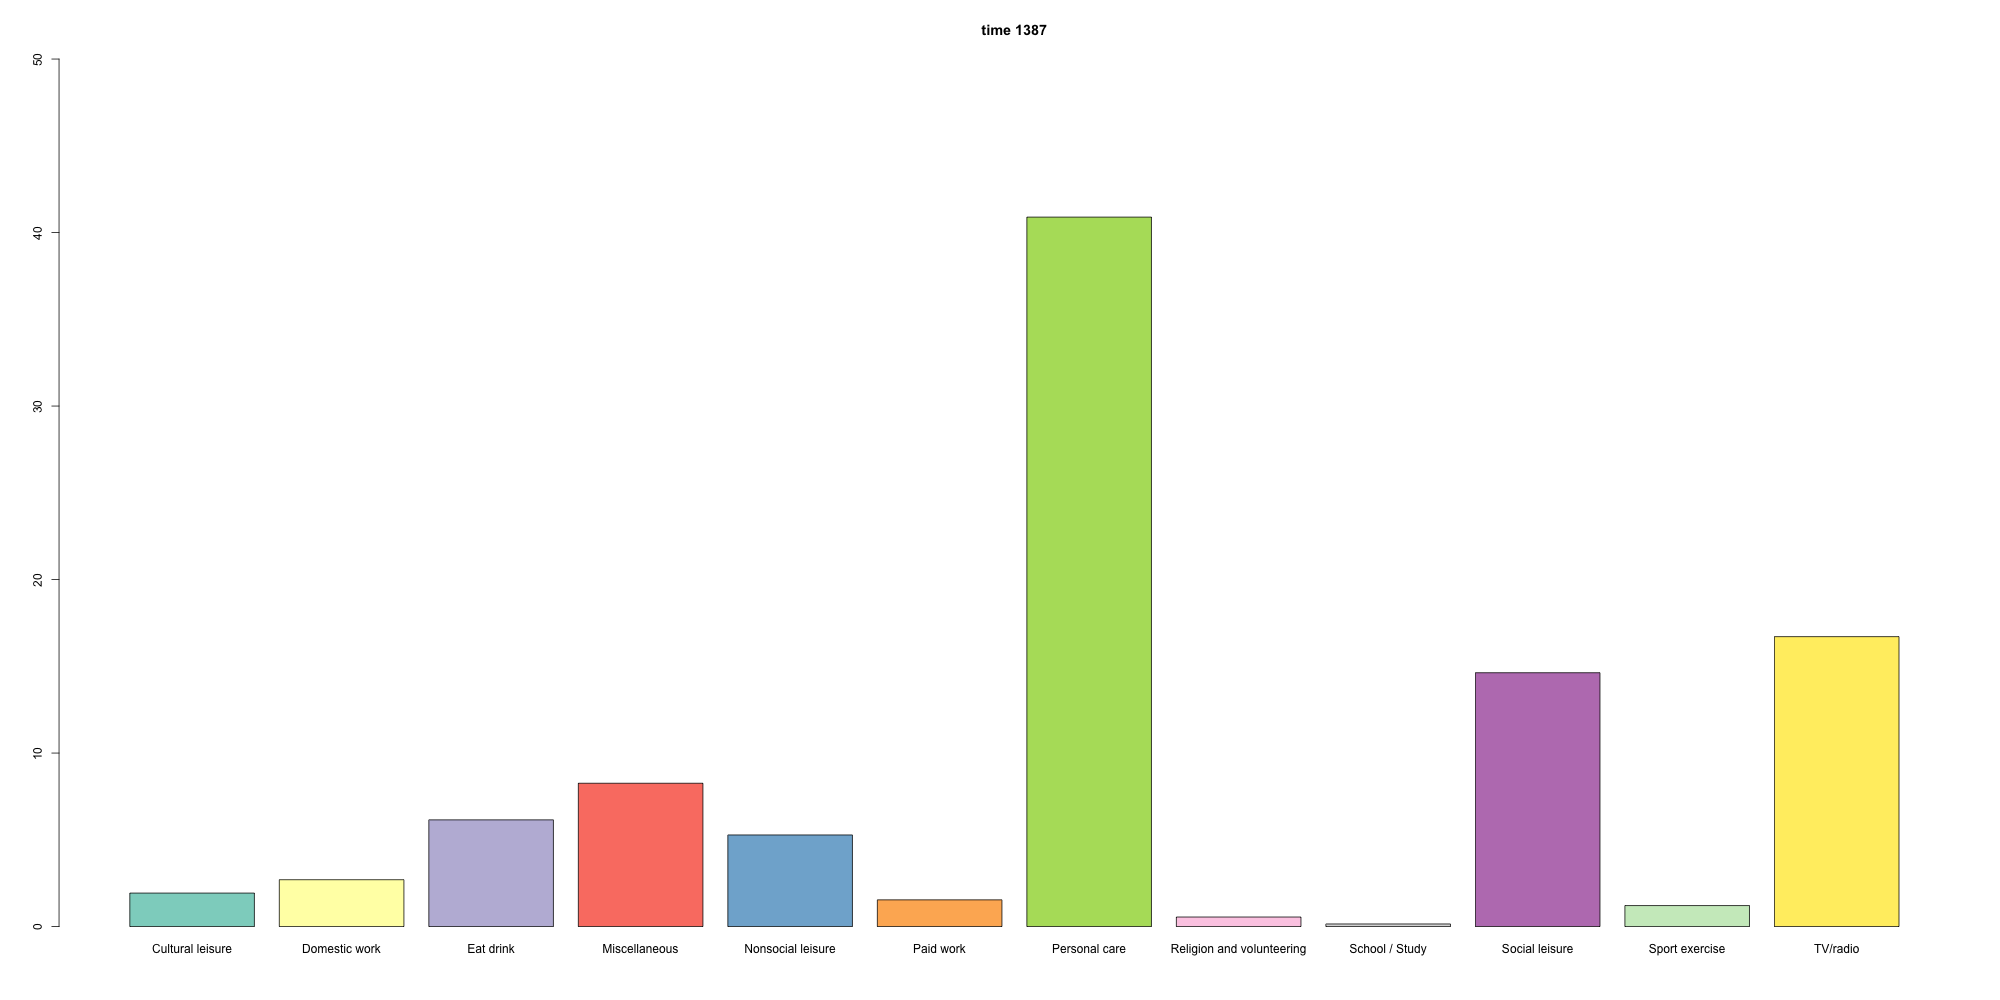 time 1387
50
40
30
20
10
0
Cultural leisure
Domestic work
Eat drink
Miscellaneous
Nonsocial leisure
Paid work
Personal care
Religion and volunteering
School / Study
Social leisure
Sport exercise
TV/radio